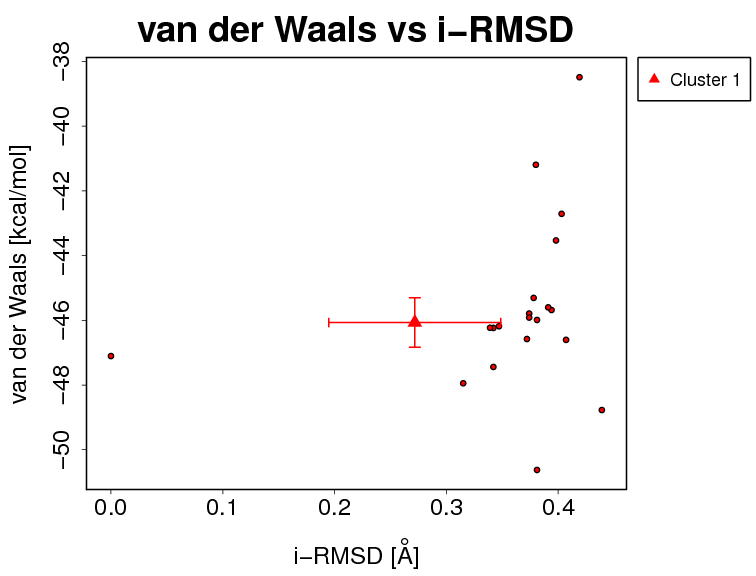 van der Waals vs i−RMSD
Cluster 1
van der Waals [kcal/mol]
−38
−40
−42
−44
−46
−48
−50
0.0 0.1 0.2 0.3 0.4
i−RMSD [Å]